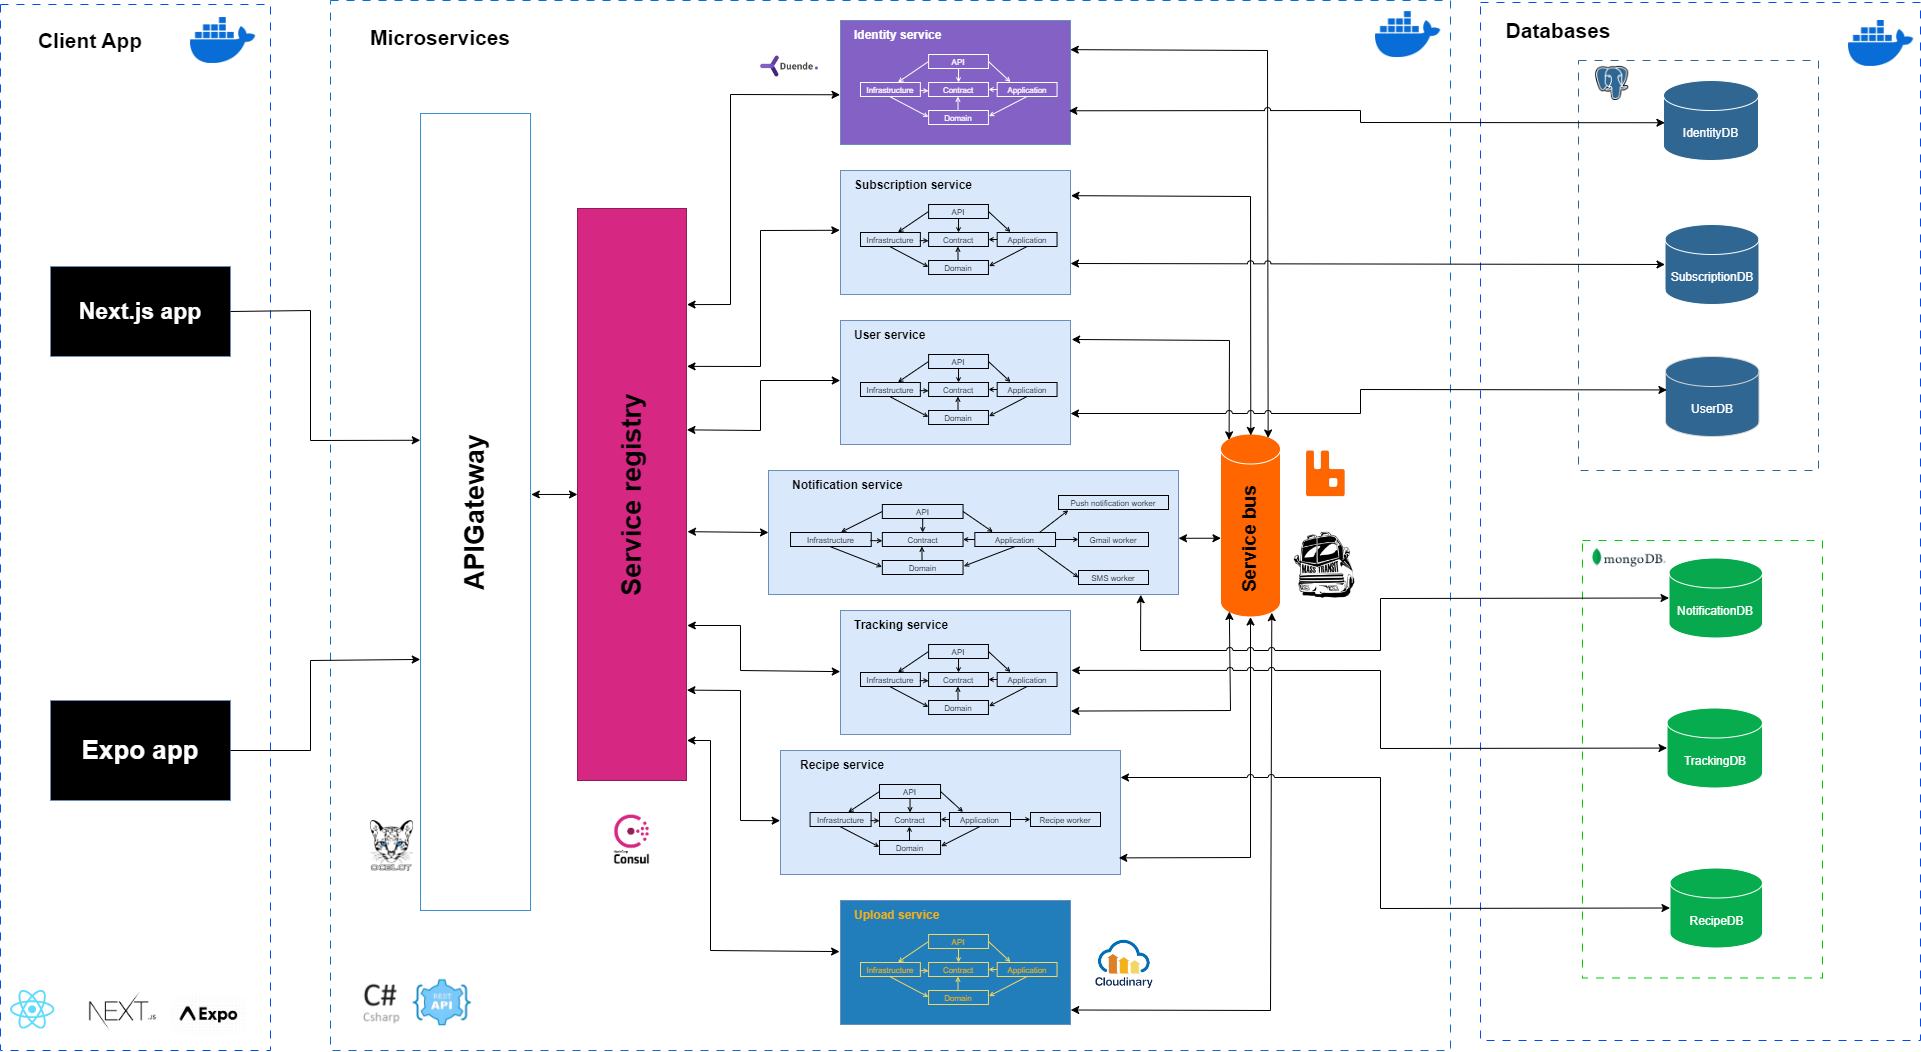 Client App
Next.js app
Expo app
NEXT.JS
Expo
Microservices
APIGateway
OCELOT
C#
Csharp
REST
API
Service registry
HashiCorp
Consul
Duende.
Identity service
API
Infrastructure
Contract
Application
Domain
Subscription service
API
Infrastructure
Contract
Application
Domain
User service
API
Infrastructure
Contract
Application
Domain
Notification service
API
Infrastructure
Contract
Application
Domain
Push notification worker
Gmail worker
SMS worker
Tracking service
API
Infrastructure
Contract
Application
Domain
Recipe service
API
Infrastructure
Contract
Application
Recipe worker
Domain
Upload service
API
Infrastructure
Contract
Application
Domain
Cloudinary
Service bus
MASS TRANSIT
Databases
IdentityDB
SubscriptionDB
UserDB
mongoDB.
NotificationDB
TrackingDB
RecipeDB